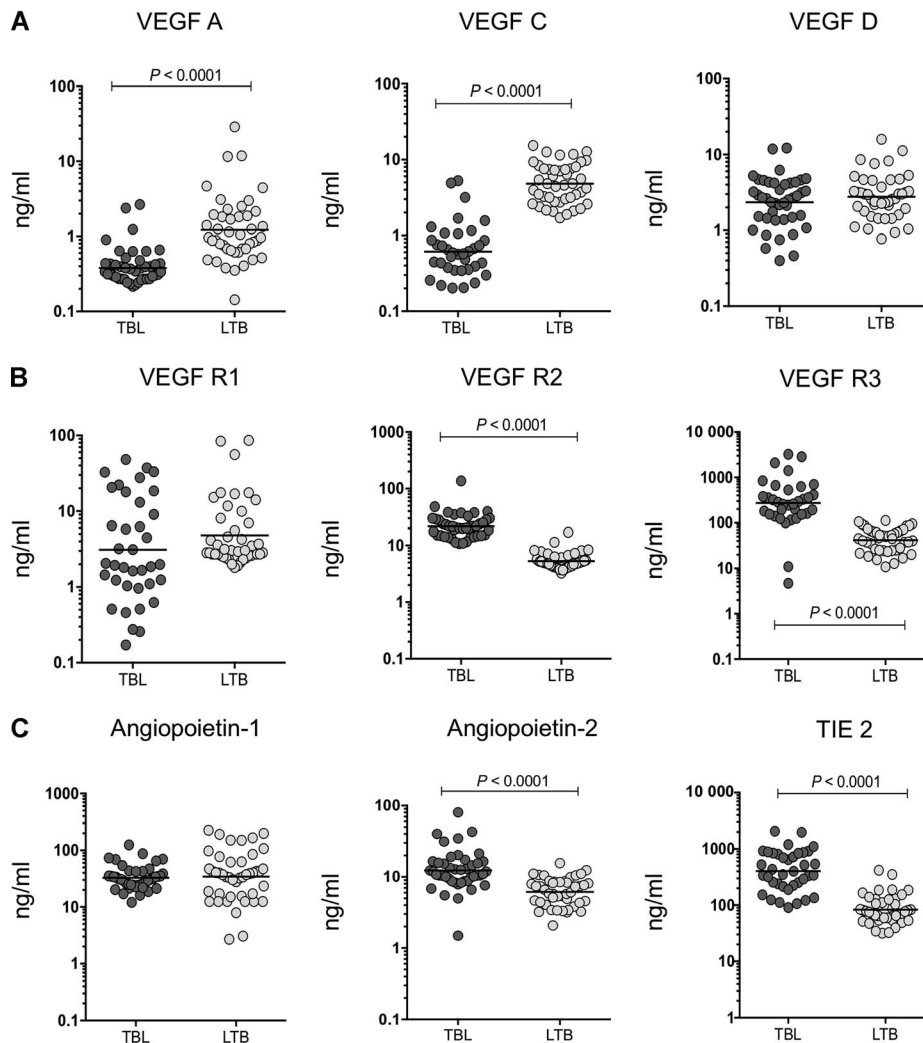 A
VEGF A
VEGF C
VEGF D
P < 0.0001
P < 0.0001
100
10
1
0.1
ng/ml
TBL
LTB
100
10
1
0.1
ng/ml
TBL
LTB
100
10
1
0.1
ng/ml
TBL
LTB
B
VEGF R1
VEGF R2
VEGF R3
100
10
1
0.1
ng/ml
TBL
LTB
P < 0.0001
1000
100
10
1
0.1
ng/ml
TBL
LTB
10 000
1000
100
10
1
0.1
ng/ml
P < 0.0001
TBL
LTB
C
Angiopoietin-1
Angiopoietin-2
TIE 2
1000
100
10
1
0.1
ng/ml
TBL
LTB
P < 0.0001
100
10
1
0.1
ng/ml
TBL
LTB
P < 0.0001
10 000
1000
100
10
1
ng/ml
TBL
LTB